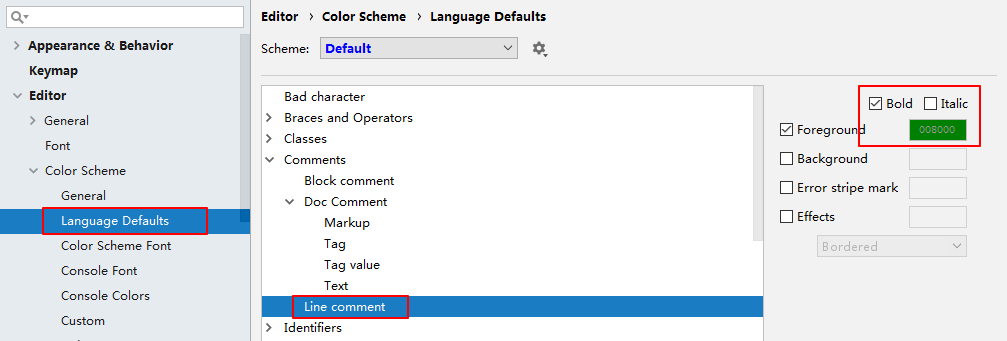 Editor › Color Scheme › Language Defaults
Appearance & Behavior
Keymap
Editor
General
Font
Color Scheme
General
Language Defaults
Color Scheme Font
Console Font
Console Colors
Custom
Scheme: Default
Bad character
Braces and Operators
Classes
Comments
Block comment
Doc Comment
Markup
Tag
Tag value
Text
Line comment
Identifiers
Bold Italic
Foreground 008000
Background
Error stripe mark
Effects
Bordered